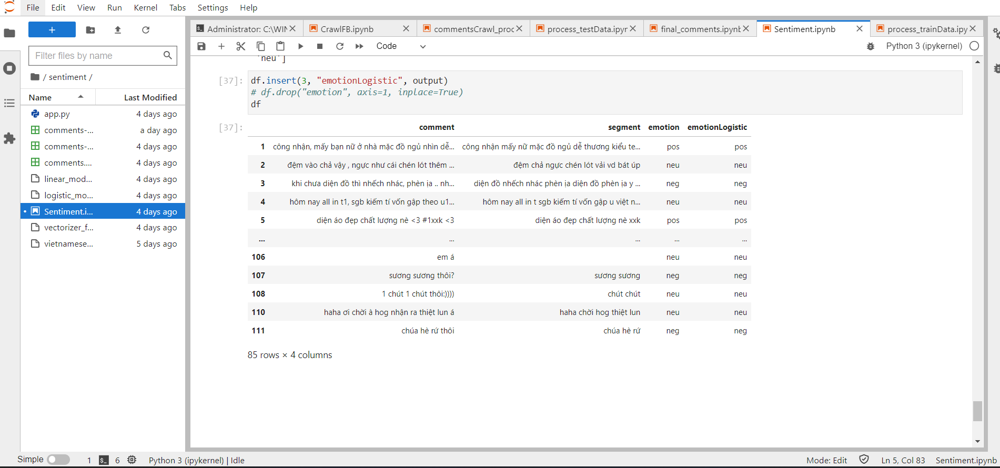 File Edit View Run Kernel Tabs Settings Help
Administrator: C:\WIN CrawlFB.ipynb commentsCrawl_proc process_testData.ipyr final_comments.ipynb Sentiment.ipynb process_trainData.ipy
Code Python 3 (ipykernel)
Filter files by name
/ sentiment /
Name Last Modified
app.py 4 days ago
comments-... a day ago
comments-... 4 days ago
comments.... 4 days ago
linear_mod... 4 days ago
logistic_mo... 4 days ago
Sentiment.i... 4 days ago
vectorizer_f... 4 days ago
vietnamese... 5 days ago
'neu']
[37]: df.insert(3, "emotionLogistic", output)
# df.drop("emotion", axis=1, inplace=True)
df
[37]: comment segment emotion emotionLogistic
1 công nhận, mấy bạn nữ ở nhà mặc đồ ngủ nhìn dễ... công nhận mấy nữ mặc đồ ngủ dễ thương kiểu te... pos pos
2 đệm vào chả vậy , ngực như cái chén lót thêm ... đệm chả ngực chén lót vải vd bát úp neu neu
3 khi chưa diện đồ thì nhếch nhác, phèn ịa .. nh... diện đồ nhếch nhác phèn ịa diện đồ phèn ịa y ... neg neg
4 hôm nay all in t1, sgb kiếm tí vốn gập theo u1... hôm nay all in t sgb kiếm tí vốn gập u việt n... neu neu
5 diện áo đẹp chất lượng nè <3 #1xxk <3 diện áo đẹp chất lượng nè xxk pos pos
... ... ... ... ...
106 em á neu neu
107 sương sương thôi? sương sương neg neg
108 1 chút 1 chút thôi:)))) chút chút neu neu
110 haha ơi chời à hog nhận ra thiệt lun á haha chời hog thiệt lun neu neu
111 chúa hè rứ thôi chúa hè rứ neg neg
85 rows × 4 columns
Simple 1 6 Python 3 (ipykernel) | Idle Mode: Edit Ln 5, Col 83 Sentiment.ipynb